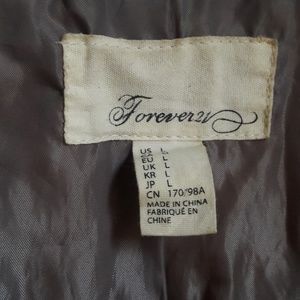 Forever21
US L
EU L
UK L
KR L
JP L
CN 170/98A
MADE IN CHINA
FABRIQUÉ EN
CHINE